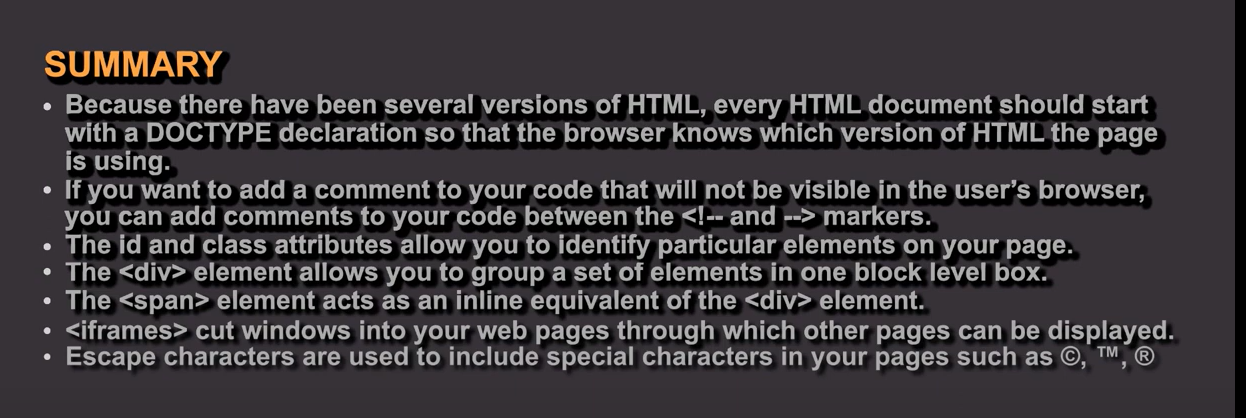 SUMMARY
• Because there have been several versions of HTML, every HTML document should start
with a DOCTYPE declaration so that the browser knows which version of HTML the page
is using.
• If you want to add a comment to your code that will not be visible in the user’s browser,
you can add comments to your code between the <!-- and --> markers.
• The id and class attributes allow you to identify particular elements on your page.
• The <div> element allows you to group a set of elements in one block level box.
• The <span> element acts as an inline equivalent of the <div> element.
• <iframes> cut windows into your web pages through which other pages can be displayed.
• Escape characters are used to include special characters in your pages such as ©, ™, ®